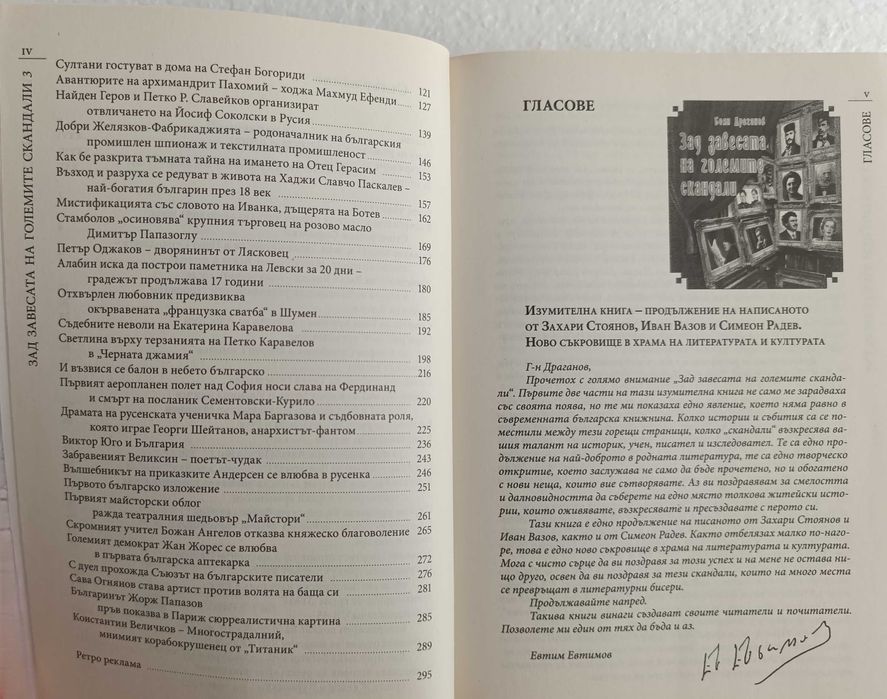 IV
ЗАД ЗАВЕСАТА НА ГОЛЕМИТЕ СКАНДАЛИ 3
Султани гостуват в дома на Стефан Богориди 121
Авантюрите на архимандрит Пахомий – ходжа Махмуд Ефенди 127
Найден Геров и Петко Р. Славейков организират
отвличането на Йосиф Соколски в Русия 139
Добри Желязков-Фабрикаджията – родоначалник на българския
промишлен шпионаж и текстилната промишленост 146
Как бе разкрита тъмната тайна на имането на Отец Герасим 153
Възход и разруха се редуват в живота на Хаджи Славчо Паскалев –
най-богатия българин през 18 век 157
Мистификацията със словото на Иванка, дъщерята на Ботев 162
Стамболов „осиновява“ крупния търговец на розово масло
Димитър Папазоглу 169
Петър Оджаков – дворянинът от Лясковец 176
Алабин иска да построи паметника на Левски за 20 дни –
градежът продължава 17 години 180
Отхвърлен любовник предизвиква
окървавената „французка сватба“ в Шумен 185
Съдебните неволи на Екатерина Каравелова 192
Светлина върху терзанията на Петко Каравелов
в „Черната джамия“ 198
И възвися се балон в небето българско 216
Първият аеропланен полет над София носи слава на Фердинанд
и смърт на посланик Сементовски-Курило 220
Драмата на русенската ученичка Мара Баргазова и съдбовната роля,
която играе Георги Шейтанов, анархистът-фантом 225
Виктор Юго и България 236
Забравеният Великсин – поетът-чудак 243
Вълшебникът на приказките Андерсен се влюбва в русенка 246
Първото българско изложение 251
Първият майсторски облог
ражда театралния шедьовър „Майстори“ 261
Скромният учител Божан Ангелов отказва княжеско благоволение 265
Големият демократ Жан Жорес се влюбва
в първата българска аптекарка 272
С дуел прохожда Съюзът на българските писатели 276
Сава Огнянов става артист против волята на баща си 281
Българинът Жорж Папазов
пръв показва в Париж сюрреалистична картина 285
Константин Величков – Многострадалний,
мнимият корабокрушенец от „Титаник“ 289
Ретро реклама 295
V
ГЛАСОВЕ
ГЛАСОВЕ
Боян Драганов
Зад завесата
на големите
скандали
Изумителна книга – продължение на написаното
от Захари Стоянов, Иван Вазов и Симеон Радев.
Ново съкровище в храма на литературата и културата
Г-н Драганов,
Прочетох с голямо внимание „Зад завесата на големите сканда-
ли“. Първите две части на тази изумителна книга не само ме зарадваха
със своята поява, но те ми показаха едно явление, което няма равно в
съвременната българска книжнина. Колко истории и събития са се по-
местили между тези горещи страници, колко „скандали“ възкресява ва-
шия талант на историк, учен, писател и изследовател. Те са едно про-
дължение на най-доброто в родната литература, те са едно творческо
откритие, което заслужава не само да бъде прочетено, но и обогатено
с нови неща, които вие сътворявате. Аз ви поздравявам за смелостта
и далновидността да съберете на едно място толкова житейски исто-
рии, които оживявате, възкресявате и пресъздавате с перото си.
Тази книга е едно продължение на писаното от Захари Стоянов и
Иван Вазов, както и от Симеон Радев. Както отбелязах малко по-наго-
ре, това е едно ново съкровище в храма на литературата и културата.
Мога с чисто сърце да ви поздравя за този успех и на мене не остава ни-
що друго, освен да ви поздравя за тези скандали, които на много места
се превръщат в литературни бисери.
Продължавайте напред.
Такива книги винаги създават своите читатели и почитатели.
Позволете ми един от тях да бъда и аз.
Евтим Евтимов